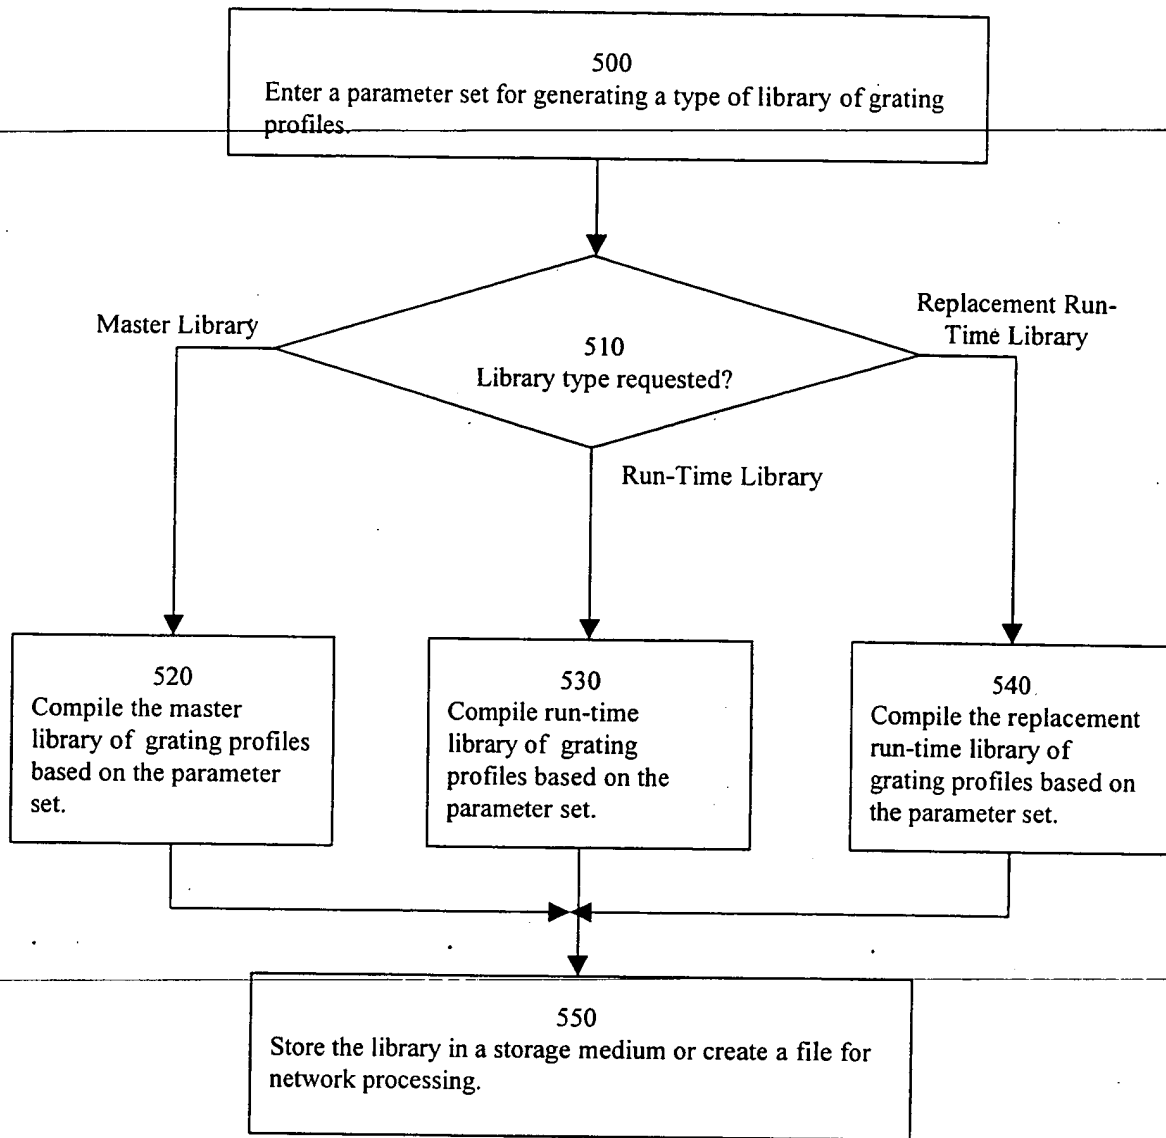 500
Enter a parameter set for generating a type of library of grating
profiles.
Master Library
Replacement Run-
Time Library
510
Library type requested?
Run-Time Library
520
Compile the master
library of grating profiles
based on the parameter
set.
530
Compile run-time
library of grating
profiles based on the
parameter set.
540
Compile the replacement
run-time library of
grating profiles based on
the parameter set.
550
Store the library in a storage medium or create a file for
network processing.